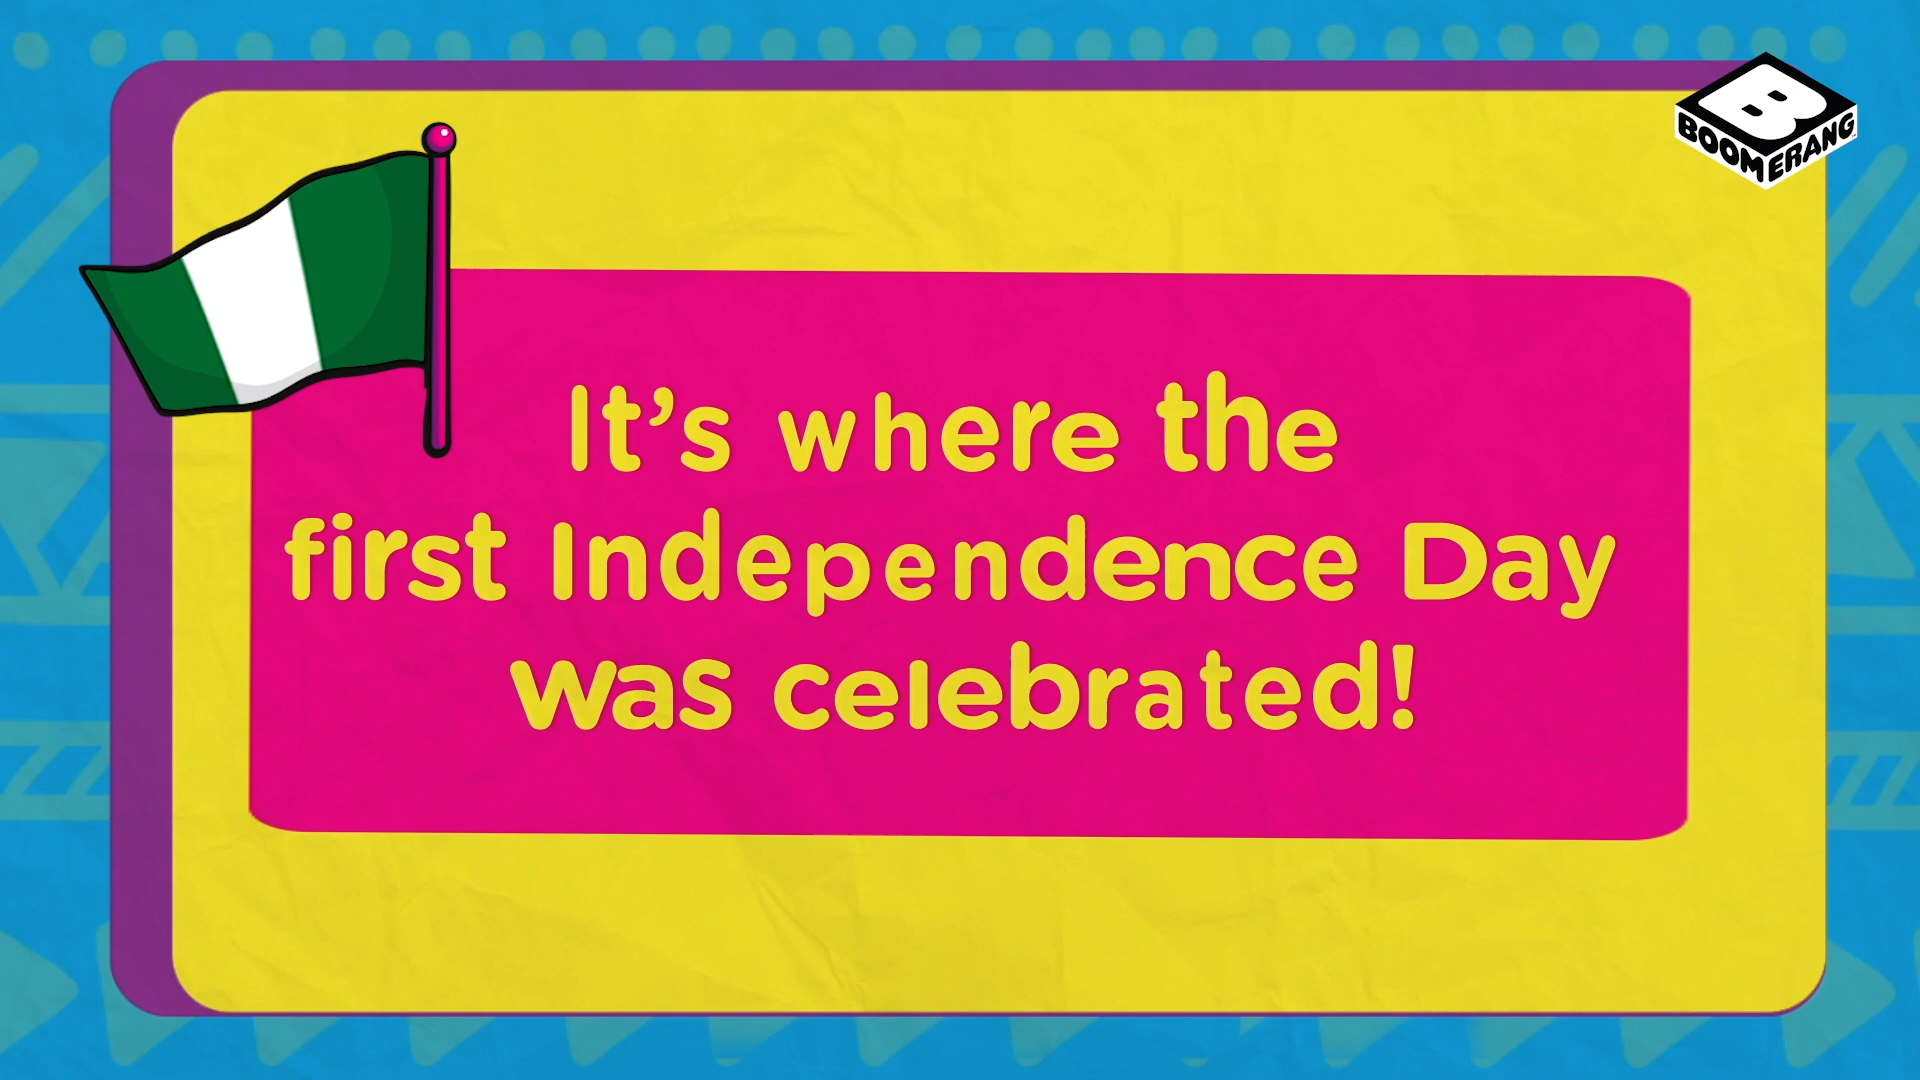 B
BOOMERANG
It's where the
first Independence Day
was celebrated!